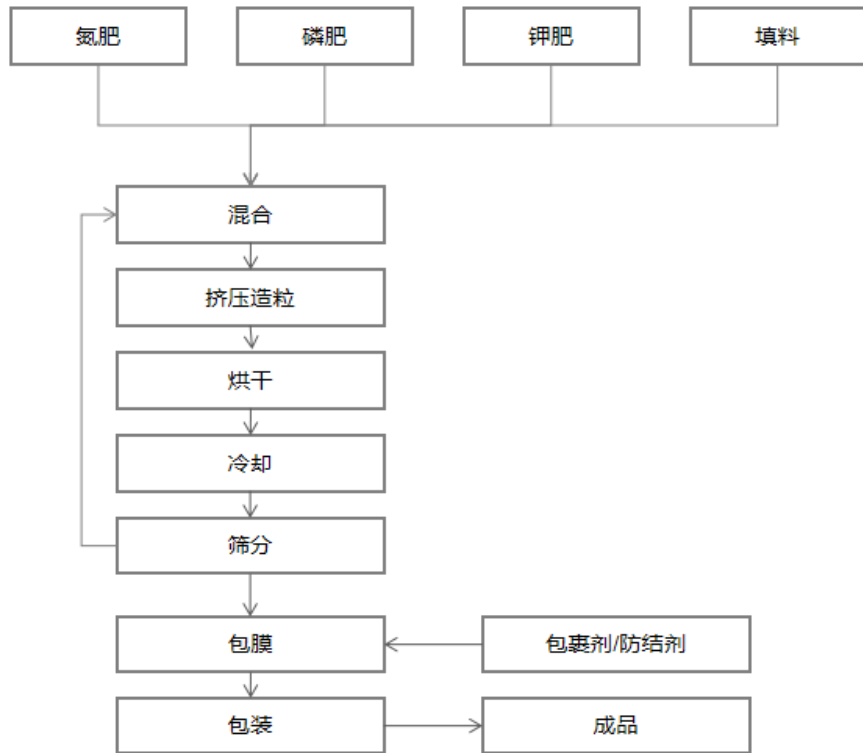 氮肥
磷肥
钾肥
填料
混合
挤压造粒
烘干
冷却
筛分
包膜
包裹剂/防结剂
包装
成品